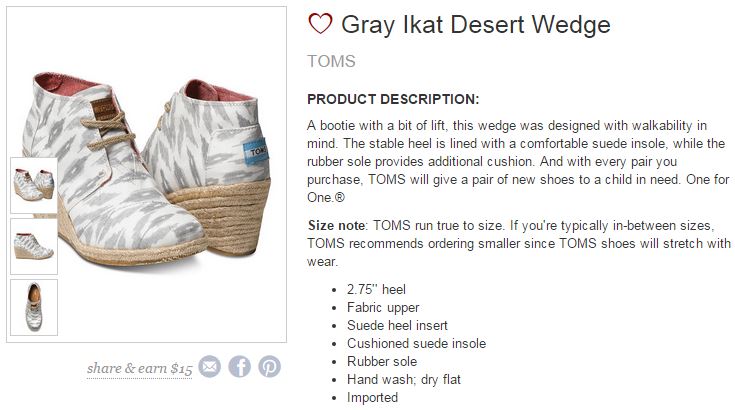 Gray Ikat Desert Wedge
TOMS
PRODUCT DESCRIPTION:
A bootie with a bit of lift, this wedge was designed with walkability in
mind. The stable heel is lined with a comfortable suede insole, while the
rubber sole provides additional cushion. And with every pair you
purchase, TOMS will give a pair of new shoes to a child in need. One for
One.®
Size note: TOMS run true to size. If you're typically in-between sizes,
TOMS recommends ordering smaller since TOMS shoes will stretch with
wear.
• 2.75" heel
• Fabric upper
• Suede heel insert
• Cushioned suede insole
• Rubber sole
• Hand wash; dry flat
• Imported
TOMS
share & earn $15